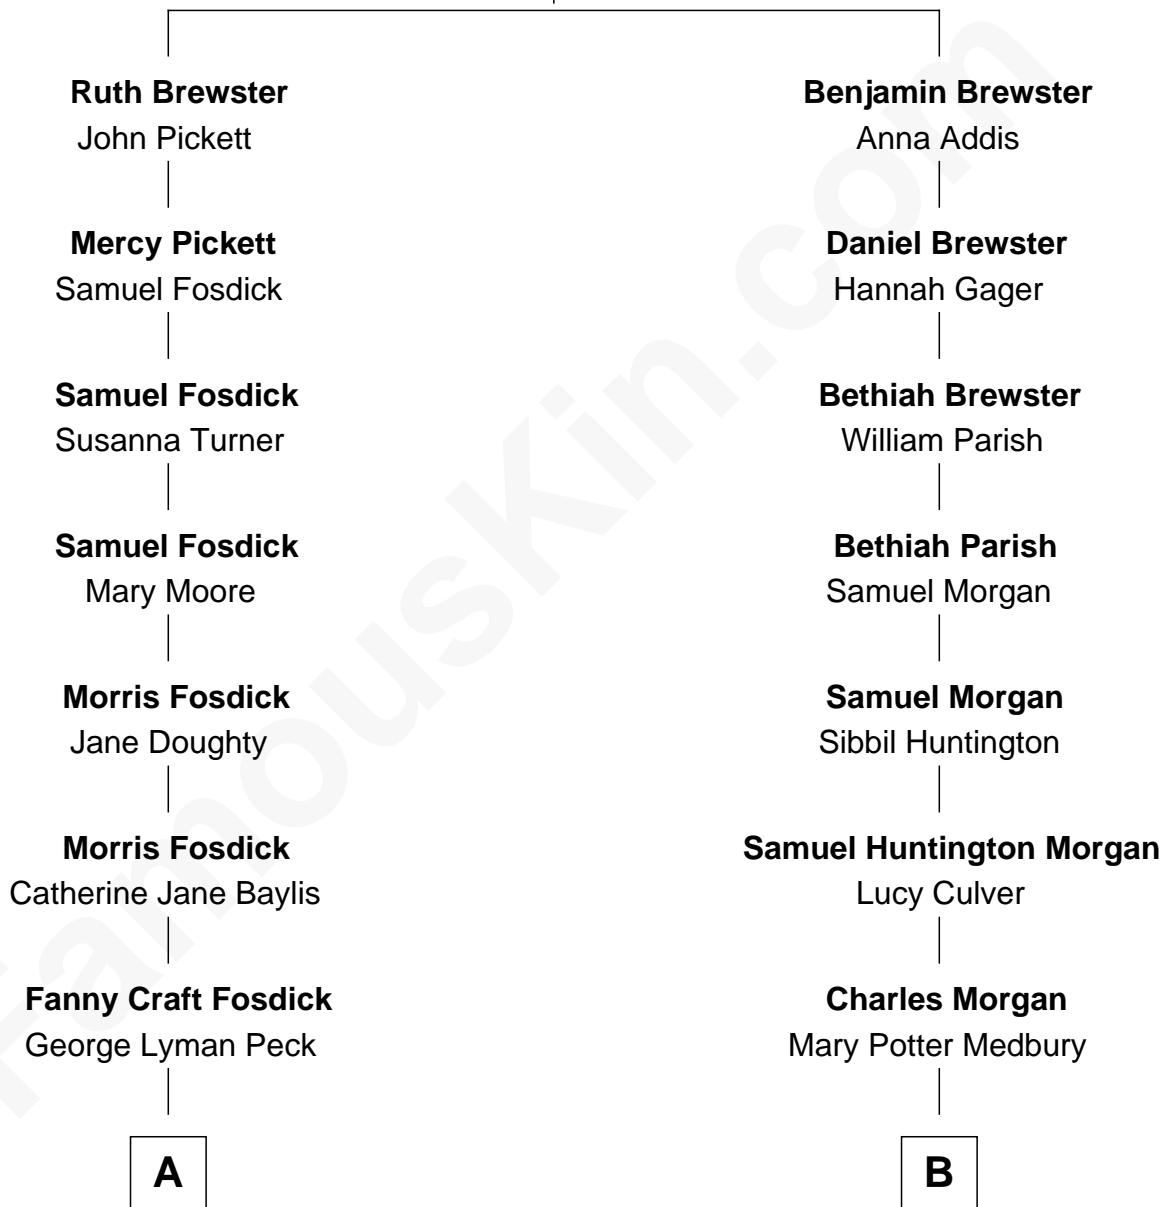 Ruth Brewster
John Pickett
Mercy Pickett
Samuel Fosdick
Samuel Fosdick
Susanna Turner
Samuel Fosdick
Mary Moore
Morris Fosdick
Jane Doughty
Morris Fosdick
Catherine Jane Baylis
Fanny Craft Fosdick
George Lyman Peck
A
Benjamin Brewster
Anna Addis
Daniel Brewster
Hannah Gager
Bethiah Brewster
William Parish
Bethiah Parish
Samuel Morgan
Samuel Morgan
Sibbil Huntington
Samuel Huntington Morgan
Lucy Culver
Charles Morgan
Mary Potter Medbury
B
FamousKin.com